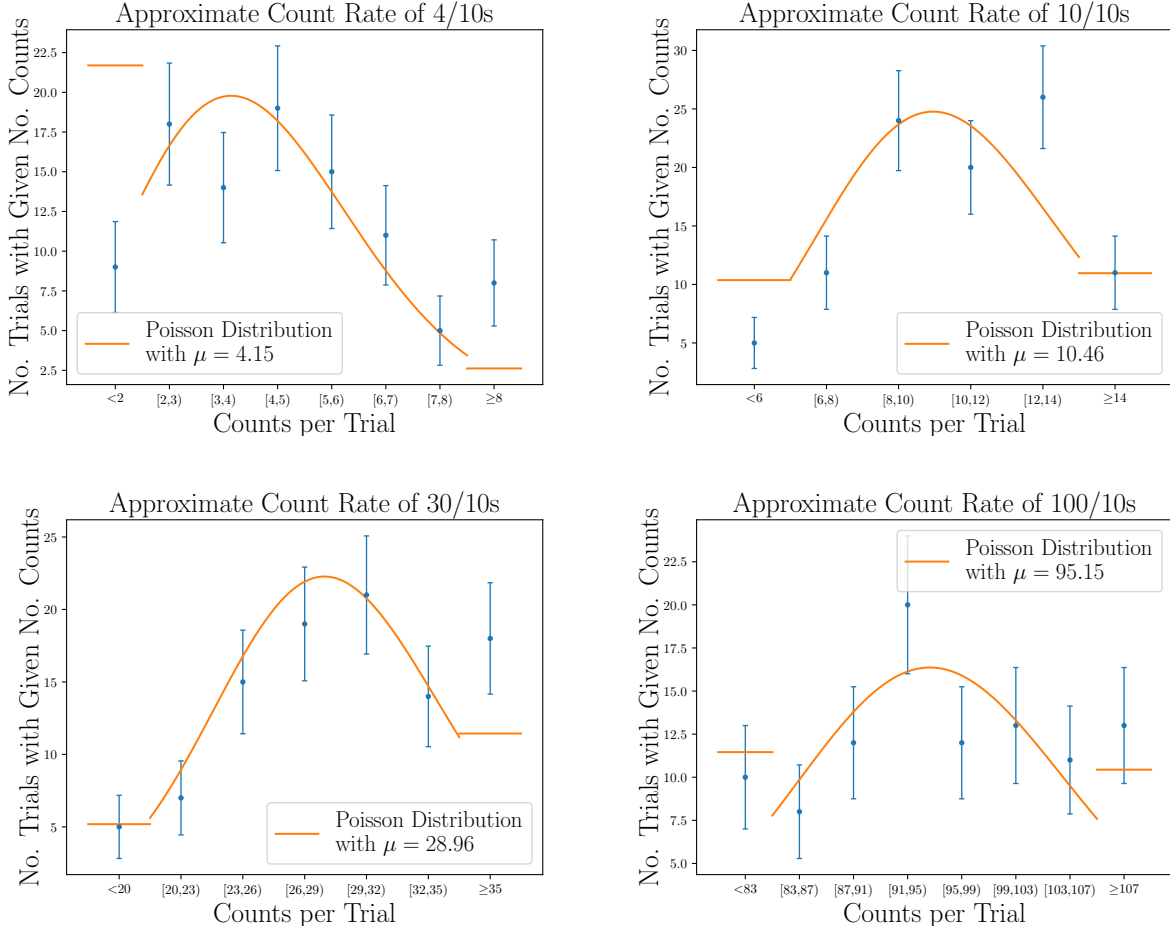 Approximate Count Rate of 4/10s
No. Trials with Given No. Counts
22.5
20.0
17.5
15.0
12.5
10.0
7.5
5.0
2.5
Poisson Distribution
with μ = 4.15
<2
[2,3)
[3,4)
[4,5)
[5,6)
[6,7)
[7,8)
≥8
Counts per Trial
Approximate Count Rate of 10/10s
No. Trials with Given No. Counts
30
25
20
15
10
5
Poisson Distribution
with μ = 10.46
<6
[6,8)
[8,10)
[10,12)
[12,14)
≥14
Counts per Trial
Approximate Count Rate of 30/10s
No. Trials with Given No. Counts
25
20
15
10
5
Poisson Distribution
with μ = 28.96
<20
[20,23)
[23,26)
[26,29)
[29,32)
[32,35)
≥35
Counts per Trial
Approximate Count Rate of 100/10s
No. Trials with Given No. Counts
22.5
20.0
17.5
15.0
12.5
10.0
7.5
5.0
Poisson Distribution
with μ = 95.15
<83
[83,87)
[87,91)
[91,95)
[95,99)
[99,103)
[103,107)
≥107
Counts per Trial